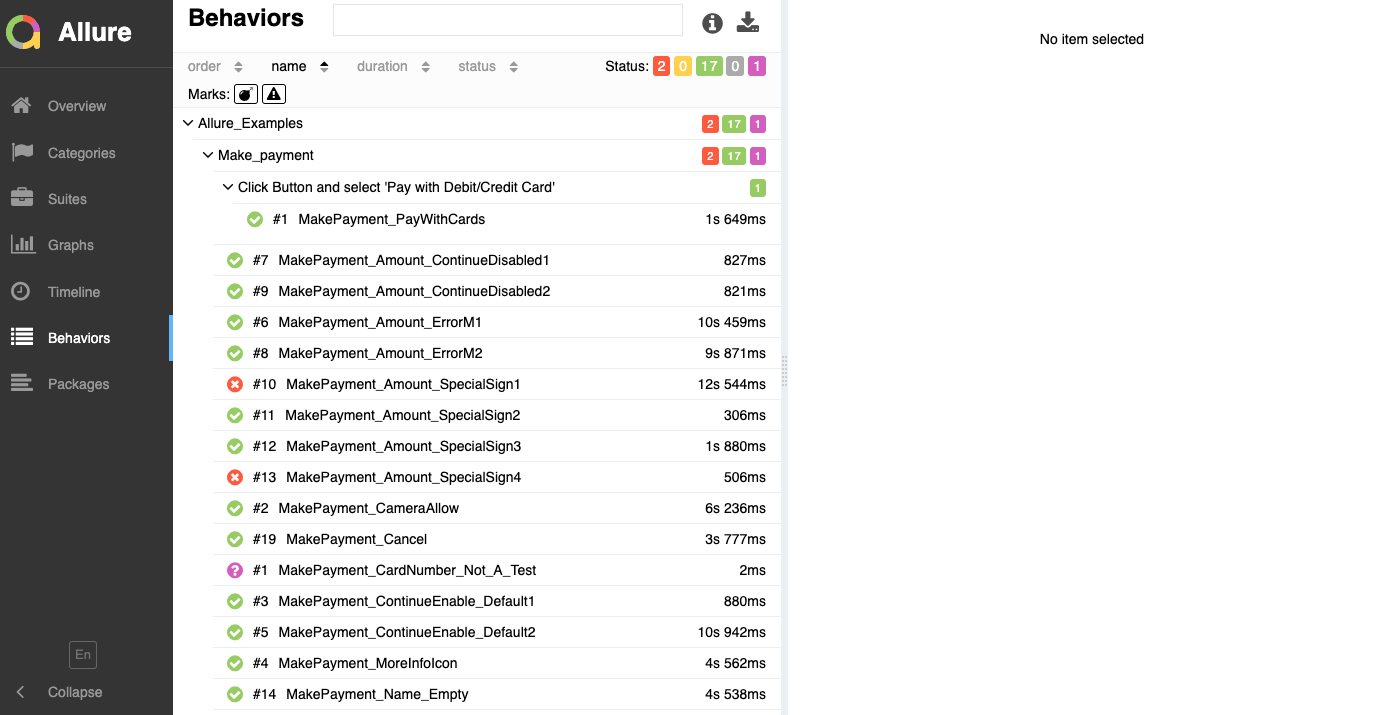 Allure
Overview
Categories
Suites
Graphs
Timeline
Behaviors
Packages
En
Collapse
Behaviors
order name duration status Status: 2 0 17 0 1
Marks:
Allure_Examples 2 17 1
Make_payment 2 17 1
Click Button and select 'Pay with Debit/Credit Card' 1
#1 MakePayment_PayWithCards 1s 649ms
#7 MakePayment_Amount_ContinueDisabled1 827ms
#9 MakePayment_Amount_ContinueDisabled2 821ms
#6 MakePayment_Amount_ErrorM1 10s 459ms
#8 MakePayment_Amount_ErrorM2 9s 871ms
#10 MakePayment_Amount_SpecialSign1 12s 544ms
#11 MakePayment_Amount_SpecialSign2 306ms
#12 MakePayment_Amount_SpecialSign3 1s 880ms
#13 MakePayment_Amount_SpecialSign4 506ms
#2 MakePayment_CameraAllow 6s 236ms
#19 MakePayment_Cancel 3s 777ms
#1 MakePayment_CardNumber_Not_A_Test 2ms
#3 MakePayment_ContinueEnable_Default1 880ms
#5 MakePayment_ContinueEnable_Default2 10s 942ms
#4 MakePayment_MoreInfoIcon 4s 562ms
#14 MakePayment_Name_Empty 4s 538ms
No item selected